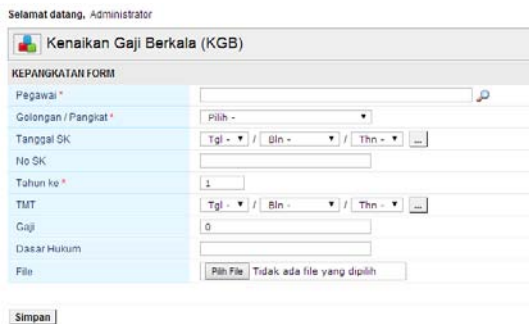 Selamat datang, Administrator
Kenaikan Gaji Berkala (KGB)
KEPANGKATAN FORM
Pegawai *
Golongan / Pangkat * Pilih -
Tanggal SK Tgl - / Bln - / Thn - ...
No SK
Tahun ke * 1
TMT Tgl - / Bln - / Thn - ...
Gaji 0
Dasar Hukum
File Pilih File Tidak ada file yang dipilih
Simpan